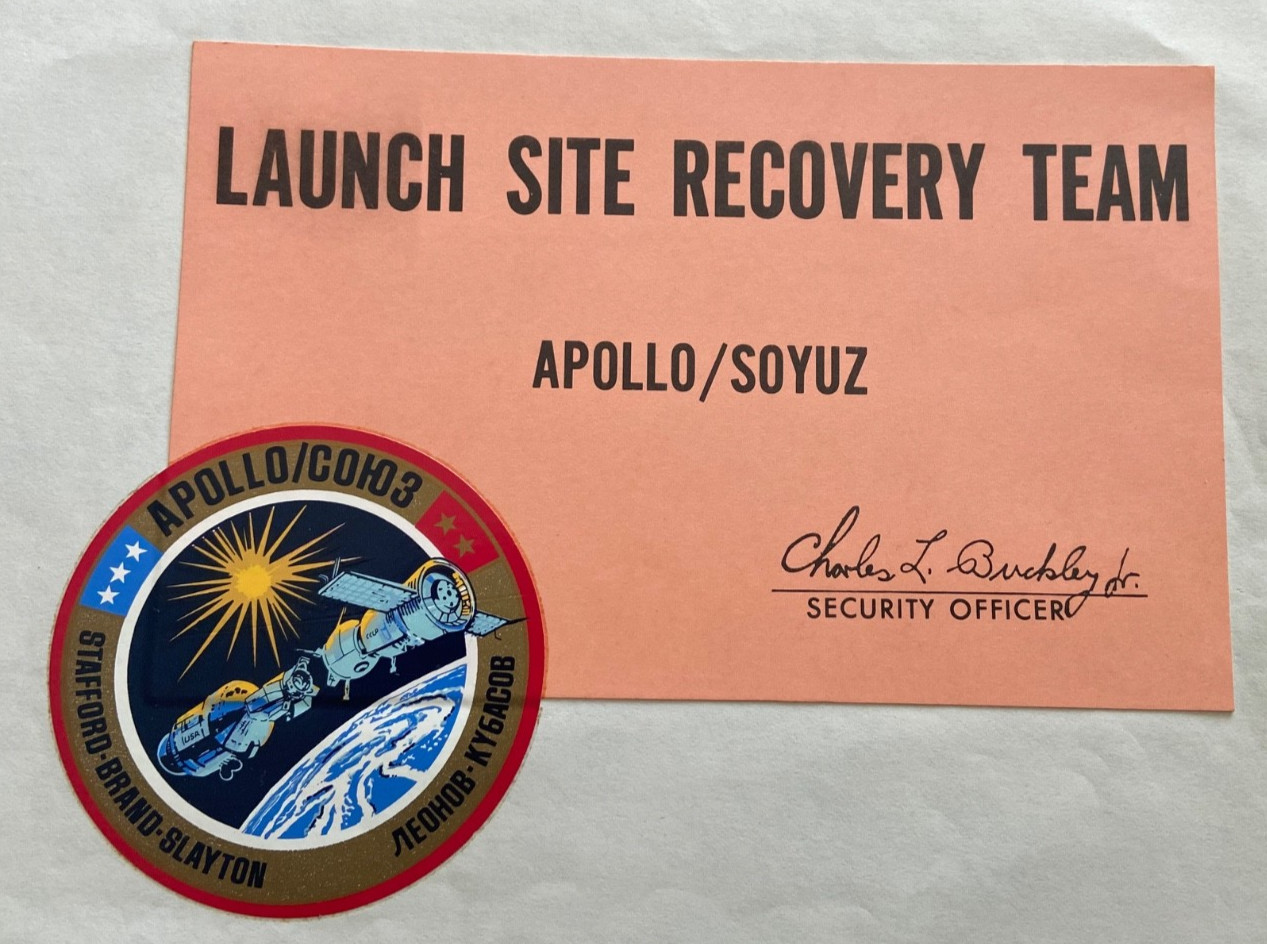 LAUNCH SITE RECOVERY TEAM
APOLLO/SOYUZ
Charles L. Buckley, Jr.
SECURITY OFFICER
APOLLO/СОЮЗ
STAFFORD·BRAND·SLAYTON
ЛЕОНОВ·КУБАСОВ
USA
СССР